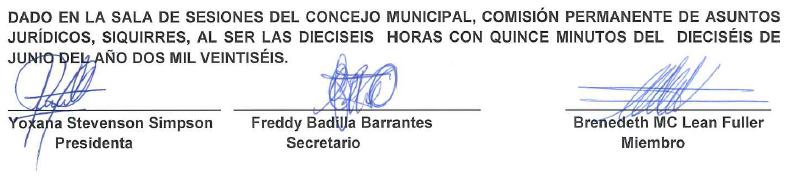 DADO EN LA SALA DE SESIONES DEL CONCEJO MUNICIPAL, COMISIÓN PERMANENTE DE ASUNTOS
JURÍDICOS, SIQUIRRES, AL SER LAS DIECISEIS HORAS CON QUINCE MINUTOS DEL DIECISÉIS DE
JUNIO DEL AÑO DOS MIL VEINTISÉIS.
Yoxana Stevenson Simpson Freddy Badilla Barrantes Brenedeth MC Lean Fuller
Presidenta Secretario Miembro